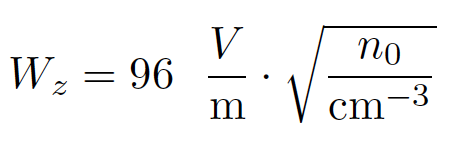 W_z = 96 V/m · √(n_0/cm^{-3})